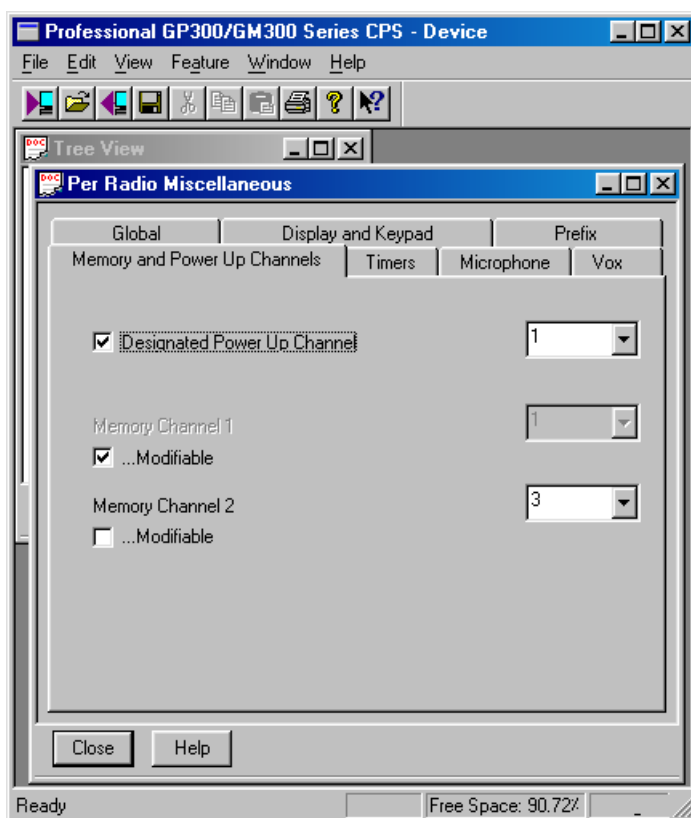 Professional GP300/GM300 Series CPS - Device
File Edit View Feature Window Help
Tree View
Per Radio Miscellaneous
Global Display and Keypad Prefix
Memory and Power Up Channels Timers Microphone Vox
Designated Power Up Channel 1
Memory Channel 1 1
...Modifiable
Memory Channel 2 3
...Modifiable
Close Help
Ready Free Space: 90.72%